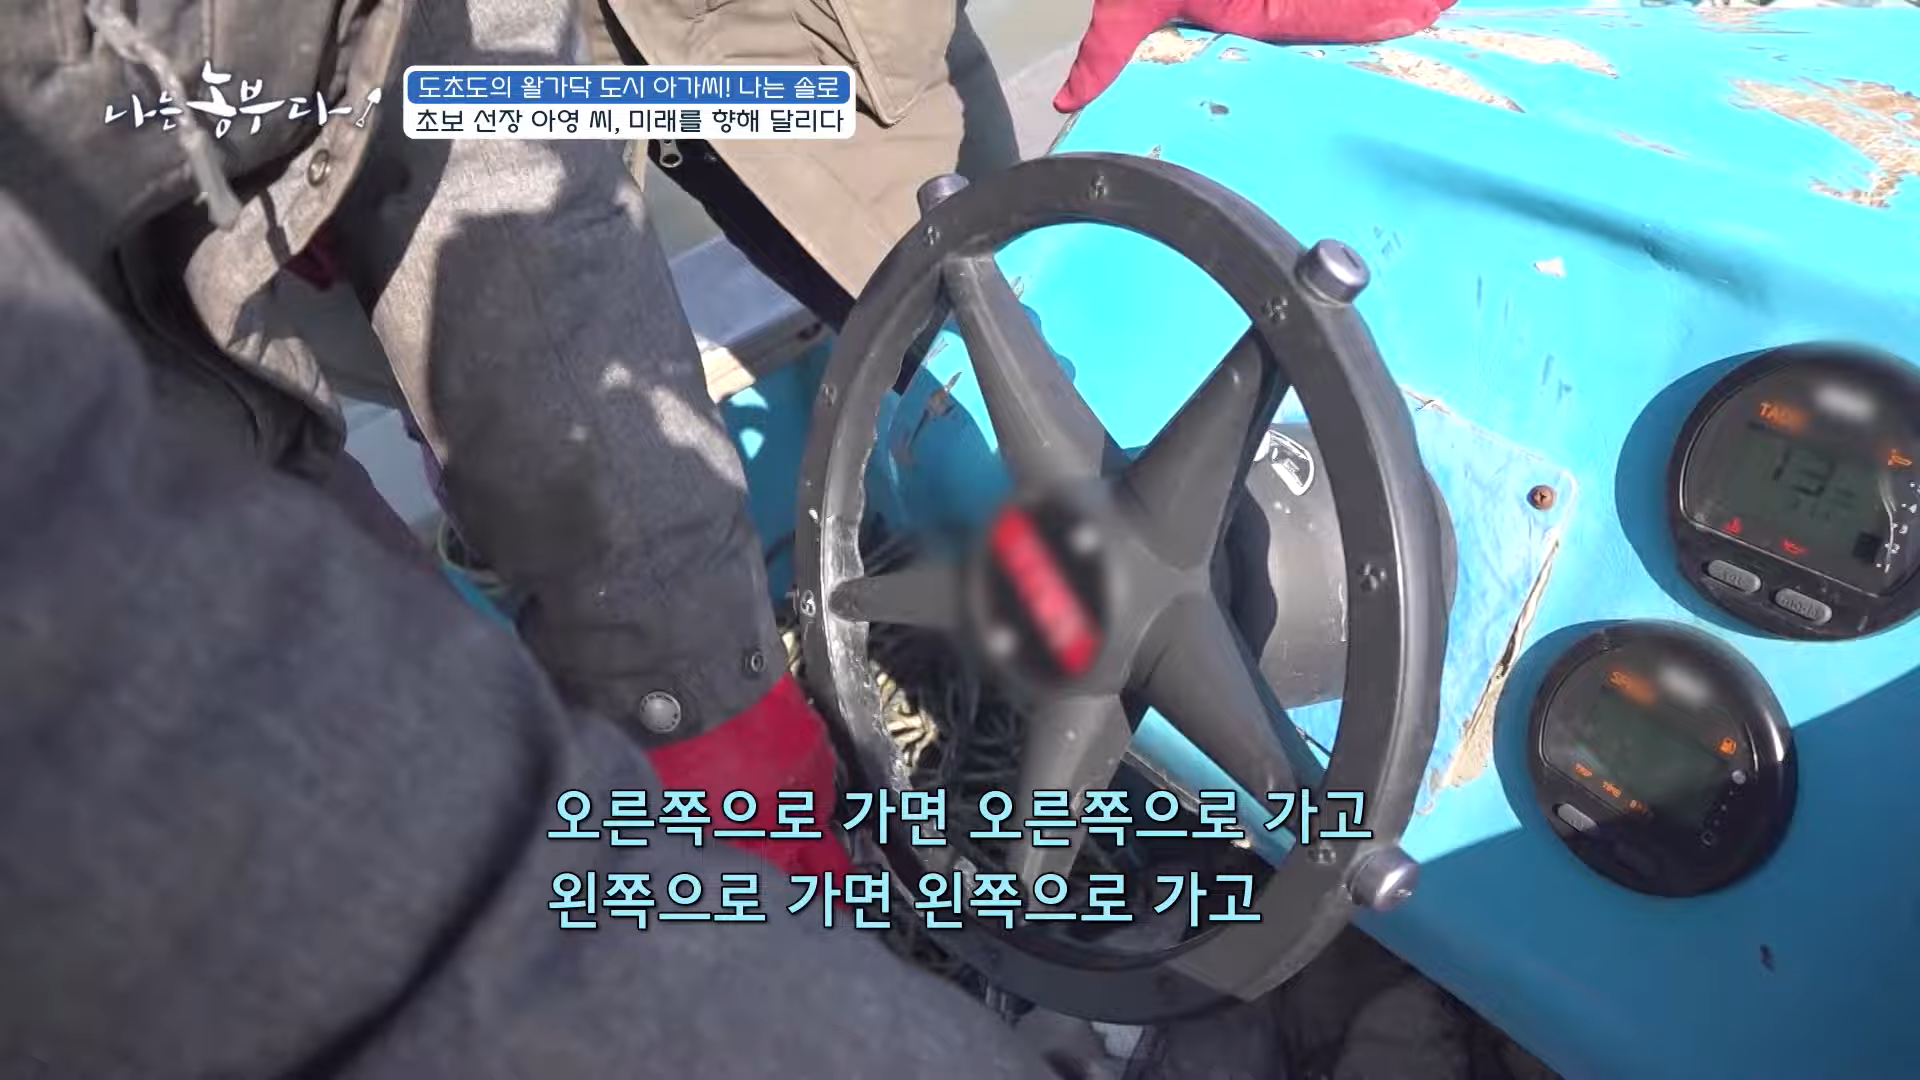 나는 농부다!
도초도의 왈가닥 도시 아가씨! 나는 솔로
초보 선장 아영 씨, 미래를 향해 달리다
오른쪽으로 가면 오른쪽으로 가고
왼쪽으로 가면 왼쪽으로 가고